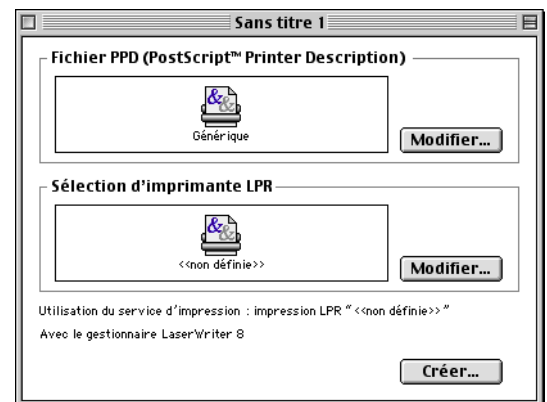 Sans titre 1
Fichier PPD (PostScript™ Printer Description)
Générique
Modifier...
Sélection d'imprimante LPR
<<non définie>>
Modifier...
Utilisation du service d'impression : impression LPR "<<non définie>>"
Avec le gestionnaire LaserWriter 8
Créer...